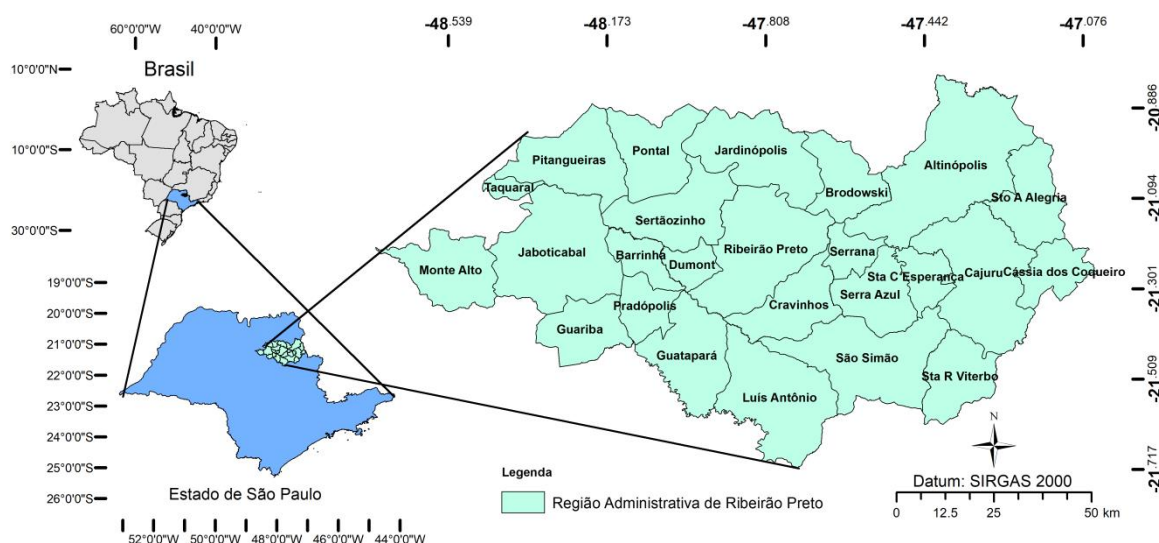 60°0'0"W 40°0'0"W
-48.539 -48.173 -47.808 -47.442 -47.076
10°0'0"N
Brasil
10°0'0"S
30°0'0"S
-20.886
-21.094
-21.301
-21.509
-21.717
Pitangueiras
Pontal
Jardinópolis
Altinópolis
Taquaral
Brodowski
Sto A Alegria
Sertãozinho
Jaboticabal
Ribeirão Preto
Serrana
Monte Alto
Barrinha
Dumont
Sta C Esperança
Cajuru
Cássia dos Coqueiro
Serra Azul
Pradópolis
Cravinhos
Guariba
Guatapará
São Simão
Sta R Viterbo
Luís Antônio
19°0'0"S
20°0'0"S
21°0'0"S
22°0'0"S
23°0'0"S
24°0'0"S
25°0'0"S
26°0'0"S
Estado de São Paulo
52°0'0"W 50°0'0"W 48°0'0"W 46°0'0"W 44°0'0"W
Legenda
Região Administrativa de Ribeirão Preto
N
Datum: SIRGAS 2000
0 12.5 25 50 km